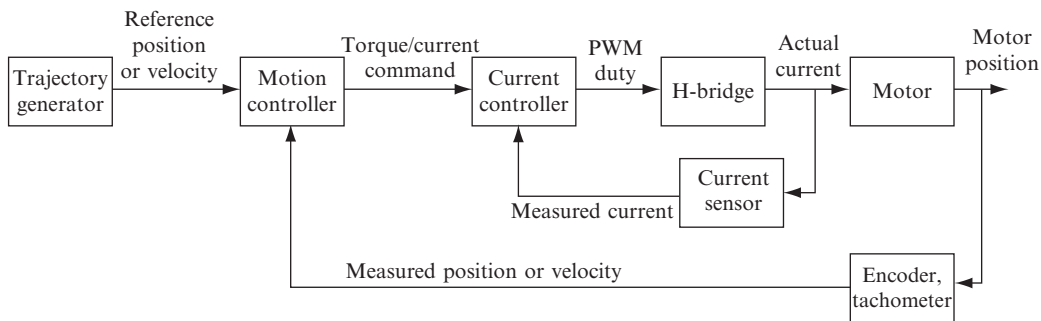 Reference
position
or velocity
Torque/current
command
PWM
duty
Actual
current
Motor
position
Trajectory
generator
Motion
controller
Current
controller
H-bridge
Motor
Current
sensor
Measured current
Measured position or velocity
Encoder,
tachometer